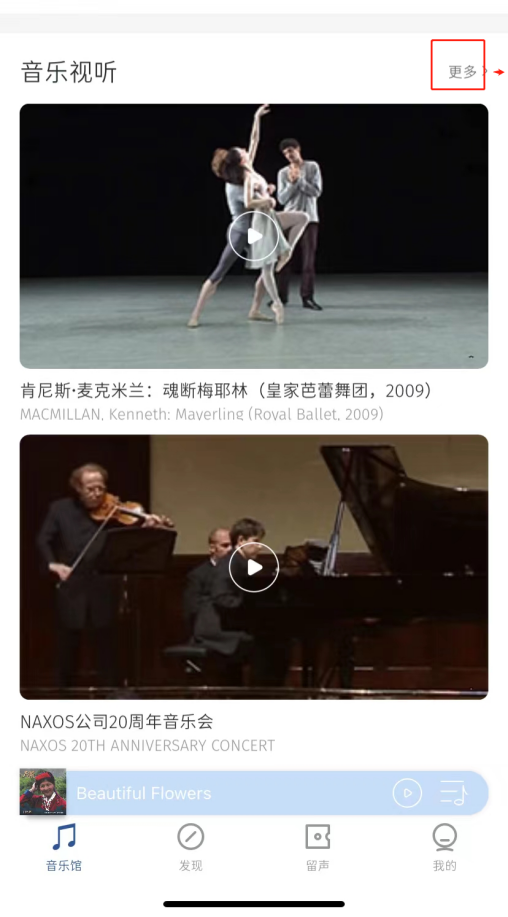 音乐视听
更多
肯尼斯·麦克米兰：魂断梅耶林（皇家芭蕾舞团，2009）
MACMILLAN, Kenneth: Mayerling (Royal Ballet, 2009)
NAXOS公司20周年音乐会
NAXOS 20TH ANNIVERSARY CONCERT
Beautiful Flowers
音乐馆
发现
留声
我的